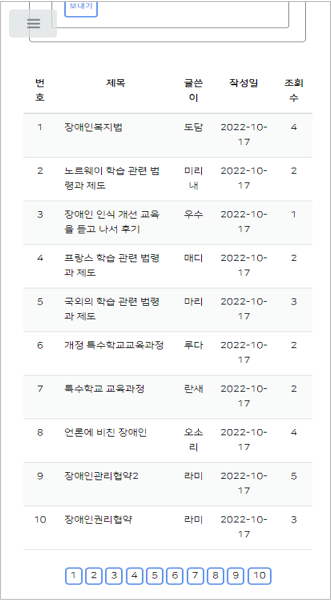 보내기
번호 제목 글쓴이 작성일 조회수
1 장애인복지법 도담 2022-10-17 4
2 노르웨이 학습 관련 법령과 제도 미리내 2022-10-17 2
3 장애인 인식 개선 교육을 듣고 나서 후기 우수 2022-10-17 1
4 프랑스 학습 관련 법령과 제도 매디 2022-10-17 2
5 국외의 학습 관련 법령과 제도 마리 2022-10-17 3
6 개정 특수학교교육과정 루다 2022-10-17 2
7 특수학교 교육과정 란새 2022-10-17 2
8 언론에 비친 장애인 오소리 2022-10-17 4
9 장애인관리협약2 라미 2022-10-17 5
10 장애인권리협약 라미 2022-10-17 3
1 2 3 4 5 6 7 8 9 10